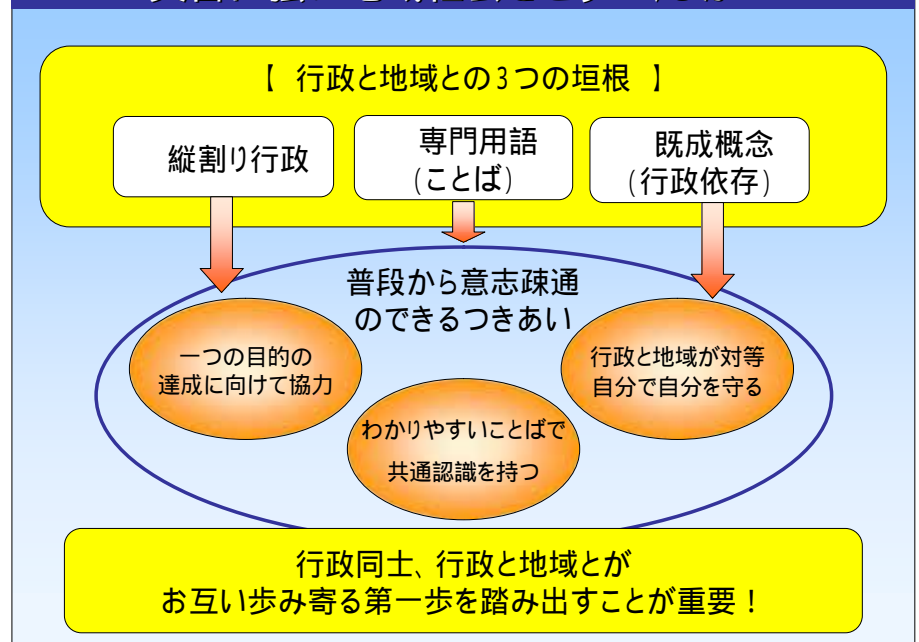 【 行政と地域との3つの垣根 】
縦割り行政
専門用語
(ことば)
既成概念
(行政依存)
普段から意志疎通
のできるつきあい
一つの目的の
達成に向けて協力
わかりやすいことばで
共通認識を持つ
行政と地域が対等
自分で自分を守る
行政同士、行政と地域とが
お互い歩み寄る第一歩を踏み出すことが重要！